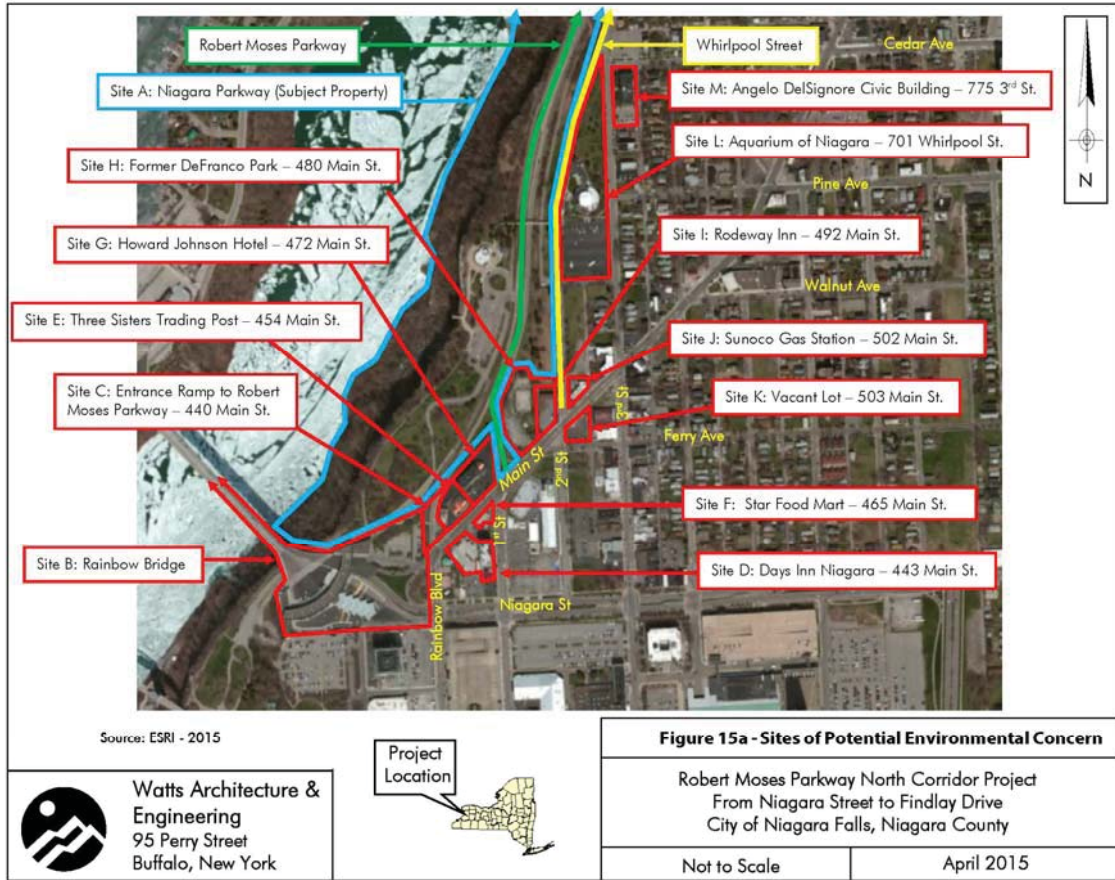 Robert Moses Parkway
Whirlpool Street
Cedar Ave
Site A: Niagara Parkway (Subject Property)
Site M: Angelo DelSignore Civic Building – 775 3rd St.
Site H: Former DeFranco Park – 480 Main St.
Site L: Aquarium of Niagara – 701 Whirlpool St.
Pine Ave
N
Site G: Howard Johnson Hotel – 472 Main St.
Site I: Rodeway Inn – 492 Main St.
Walnut Ave
Site E: Three Sisters Trading Post – 454 Main St.
Site J: Sunoco Gas Station – 502 Main St.
Site C: Entrance Ramp to Robert
Moses Parkway – 440 Main St.
Site K: Vacant Lot – 503 Main St.
3rd St
Ferry Ave
Main St
2nd St
Site F:  Star Food Mart – 465 Main St.
1st St
Site B: Rainbow Bridge
Site D: Days Inn Niagara – 443 Main St.
Rainbow Blvd
Niagara St
Source: ESRI - 2015
Project
Location
Watts Architecture &
Engineering
95 Perry Street
Buffalo, New York
Figure 15a - Sites of Potential Environmental Concern
Robert Moses Parkway North Corridor Project
From Niagara Street to Findlay Drive
City of Niagara Falls, Niagara County
Not to Scale
April 2015